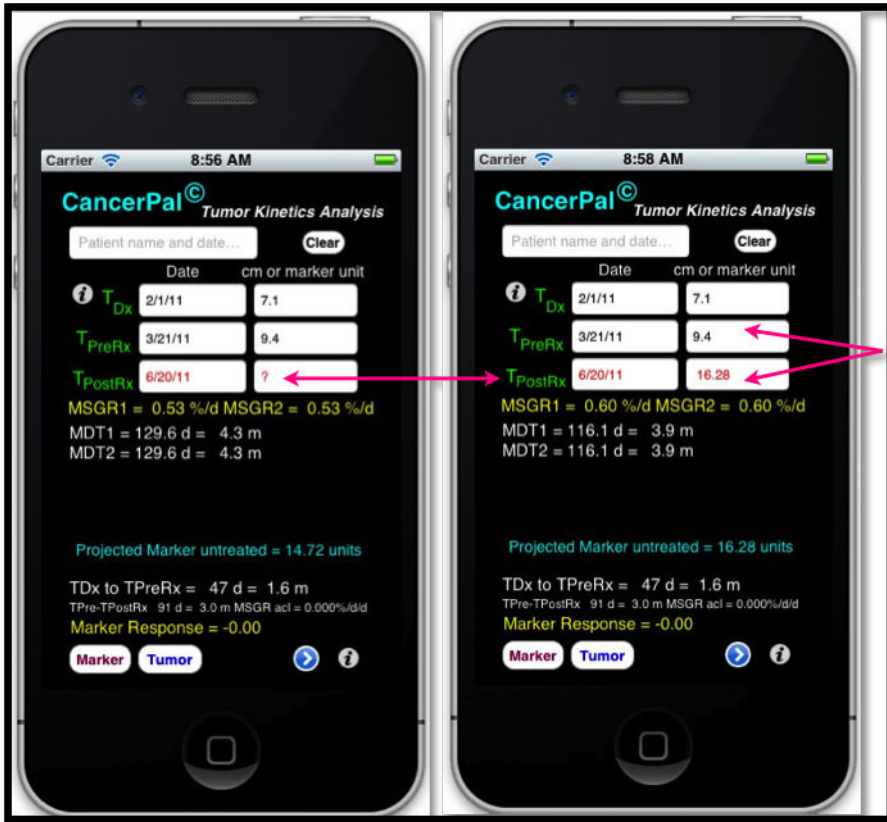 Carrier 8:56 AM
CancerPal©
Tumor Kinetics Analysis
Patient name and date... Clear
Date cm or marker unit
i TDx 2/1/11 7.1
TPreRx 3/21/11 9.4
TPostRx 6/20/11 ?
MSGR1 = 0.53 %/d MSGR2 = 0.53 %/d
MDT1 = 129.6 d = 4.3 m
MDT2 = 129.6 d = 4.3 m
Projected Marker untreated = 14.72 units
TDx to TPreRx = 47 d = 1.6 m
TPre-TPostRx 91 d = 3.0 m MSGR acl = 0.000%/d/d
Marker Response = -0.00
Marker Tumor i
Carrier 8:58 AM
CancerPal©
Tumor Kinetics Analysis
Patient name and date... Clear
Date cm or marker unit
i TDx 2/1/11 7.1
TPreRx 3/21/11 9.4
TPostRx 6/20/11 16.28
MSGR1 = 0.60 %/d MSGR2 = 0.60 %/d
MDT1 = 116.1 d = 3.9 m
MDT2 = 116.1 d = 3.9 m
Projected Marker untreated = 16.28 units
TDx to TPreRx = 47 d = 1.6 m
TPre-TPostRx 91 d = 3.0 m MSGR acl = 0.000%/d/d
Marker Response = -0.00
Marker Tumor i